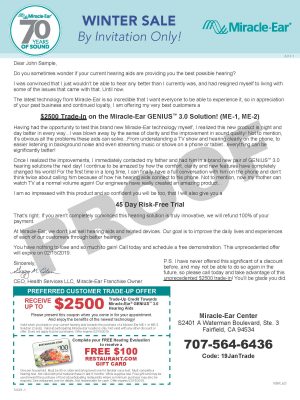 Miracle-Ear®
70
YEARS
OF SOUND
WINTER SALE
By Invitation Only!
Miracle-Ear®
Dear John Sample,
Do you sometimes wonder if your current hearing aids are providing you the best possible hearing?
I was convinced that I just wouldn't be able to hear any better than I currently was, and had resigned myself to living with
some of its issues that came with that. Until now.
The latest technology from Miracle-Ear is so incredible that I want everyone to be able to experience it, so in appreciation of
your past business and continued loyalty, I am offering my very best customers a
$2500 Trade-In on the Miracle-Ear GENIUS™ 3.0 Solution! (ME-1, ME-2)
Having had the opportunity to test this brand new Miracle-Ear technology myself, I realized this new product is night and
day better in every way. I was blown away by the sense of clarity and the improvement in sound quality! Not to mention,
it's obvious all the problems these aids can solve...From understanding a TV show and hearing clearly on the phone, to
easier listening in background noise and even streaming music or shows on a phone or tablet...everything can be
significantly better!
Once I realized the improvements, I immediately contacted my
hearing solutions the next day! I continue to be amazed by how the comfort, clarity and new features have completely
changed his world! For the first time in a long time, I can finally have a full conversation with him on the phone and don't
think twice about calling him because of how his hearing aids connect to the phone. Not to mention, now my mother can
watch TV at a normal volume again! Our engineers have really created an amazing product.
I am so impressed with this product and so confident you will be too, that I will also give you a
45 Day Risk-Free Trial
That's right. If you aren't completely convinced this hearing solution is truly innovative, we will refund 100% of your
payment.
At Miracle-Ear, we don't just sell hearing aids and hearing devices. Our goal is to improve the daily lives and experiences
of each of our customers through better hearing.
You have nothing to lose and so much to gain! Call today and schedule a free demonstration. This unprecedented offer
will expire on 02/15/2019.
Sincerely,
CEO, Health Services LLC, Miracle-Ear Franchise Owner
P.S. I have never offered this significant of a discount
before, and may not be able to do so again in the
future, so please call today and take advantage of this
unprecedented $2500 trade-in! You'll be glad you did.
PREFERRED CUSTOMER TRADE-UP OFFER
RECEIVE
UP TO
$2500
Trade-Up Credit Towards
Miracle-Ear® GENIUS™
3.0 Hearing Solutions
Please present this coupon when you come in for your appointment.
And enjoy the benefits of the newest technology!
Complete your FREE Hearing Evaluation
to receive a
FREE $100
RESTAURANT.COM
GIFT CARD
Miracle-Ear Center
S2401 A Waterman Boulevard, Ste. 3
Fairfield, CA 94534
707-564-6436
Code: 19JanTrade